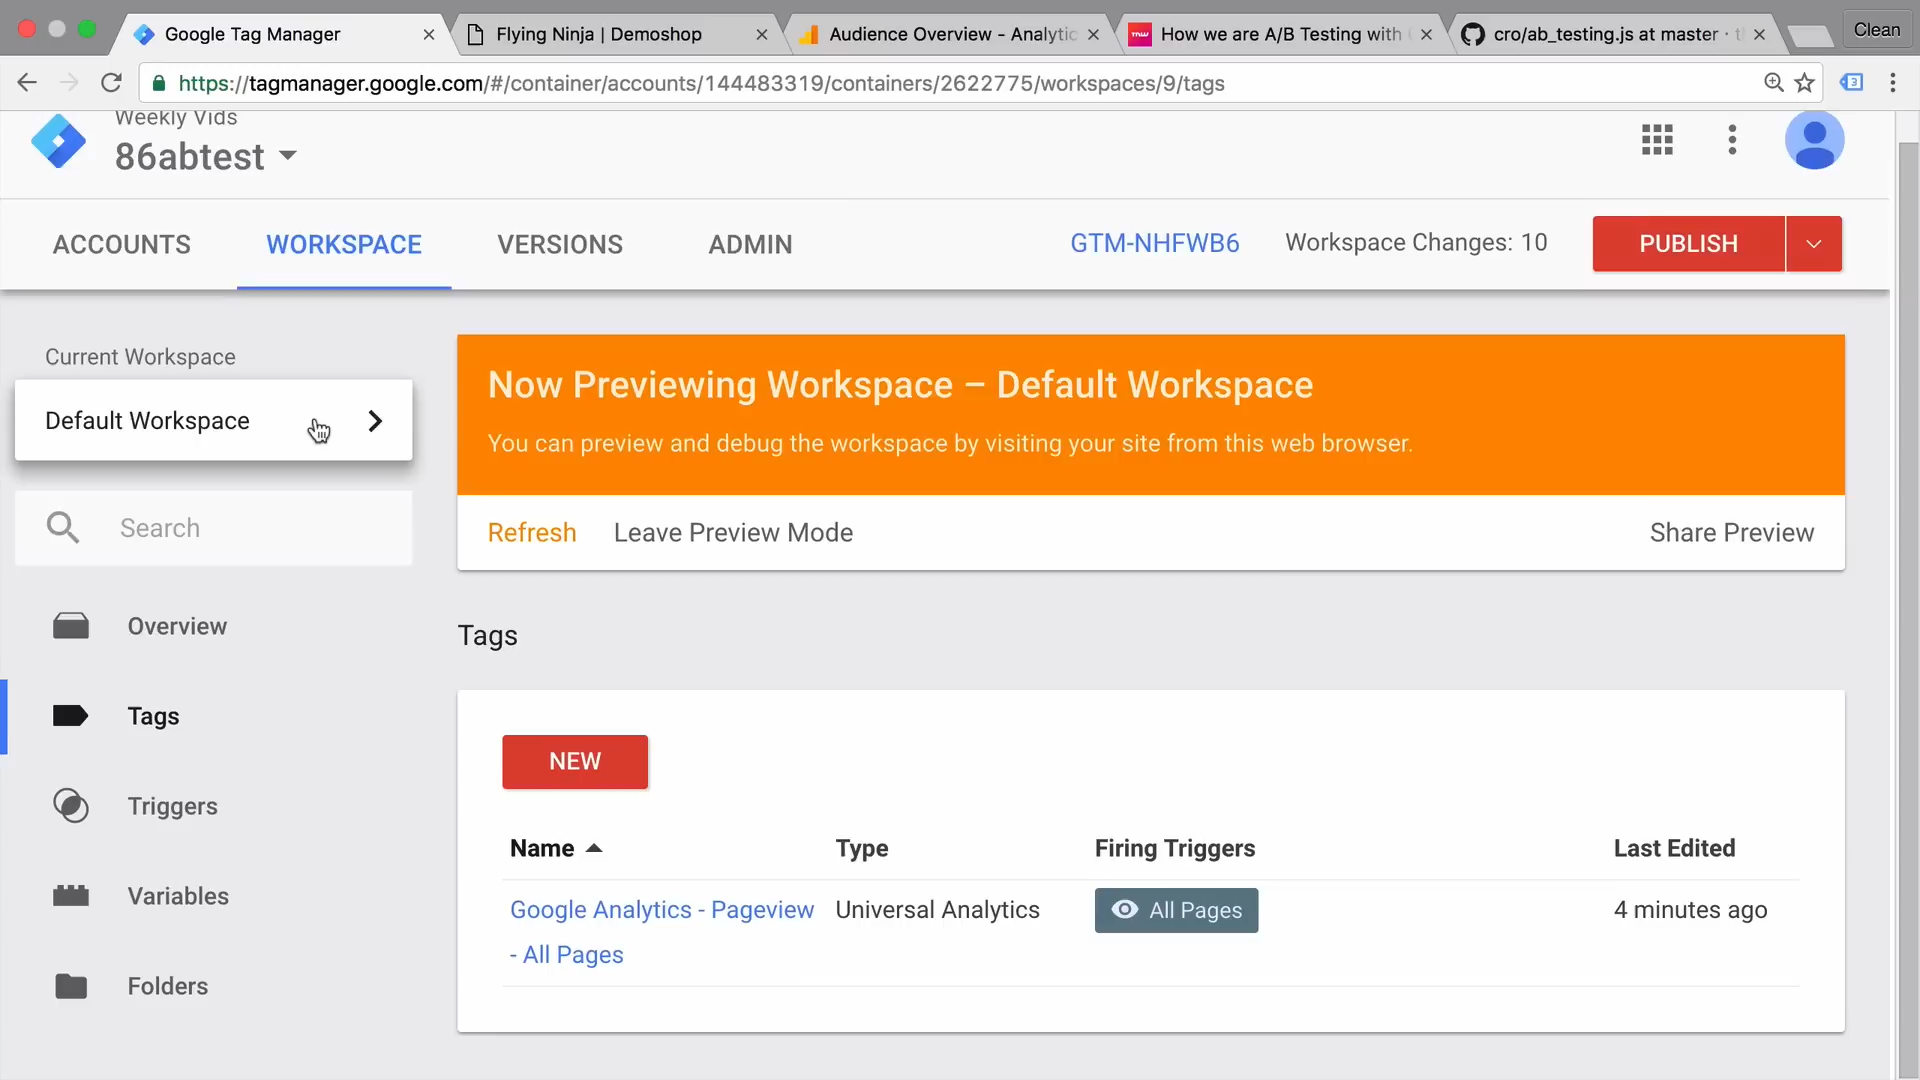 Google Tag Manager
Flying Ninja | Demoshop
Audience Overview - Analytic
TNW
How we are A/B Testing with
cro/ab_testing.js at master · t
Clean
https://tagmanager.google.com/#/container/accounts/144483319/containers/2622775/workspaces/9/tags
3
Weekly Vids
86abtest
ACCOUNTS
WORKSPACE
VERSIONS
ADMIN
GTM-NHFWB6
Workspace Changes: 10
PUBLISH
Current Workspace
Default Workspace
Search
Overview
Tags
Triggers
Variables
Folders
Now Previewing Workspace – Default Workspace
You can preview and debug the workspace by visiting your site from this web browser.
Refresh
Leave Preview Mode
Share Preview
Tags
NEW
Name
Type
Firing Triggers
Last Edited
Google Analytics - Pageview
- All Pages
Universal Analytics
All Pages
4 minutes ago